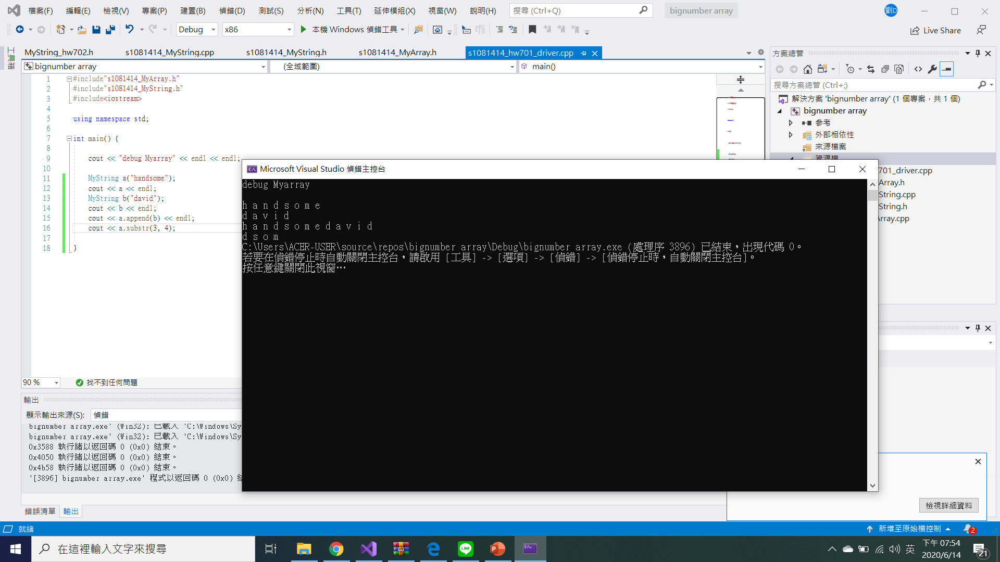 檔案(F) 編輯(E) 檢視(V) 專案(P) 建置(B) 偵錯(D) 測試(S) 分析(N) 工具(T) 延伸模組(X) 視窗(W) 說明(H) 搜尋 (Ctrl+Q) bignumber array 劉D
Debug x86 本機 Windows 偵錯工具 Live Share
工具箱
MyString_hw702.h s1081414_MyString.cpp s1081414_MyString.h s1081414_MyArray.h s1081414_hw701_driver.cpp
bignumber array (全域範圍) main()
1 #include"s1081414_MyArray.h"
2 #include"s1081414_MyString.h"
3 #include<iostream>
4
5 using namespace std;
6
7 int main() {
8
9 cout << "debug Myarray" << endl << endl;
10
11 MyString a("handsome");
12 cout << a << endl;
13 MyString b("david");
14 cout << b << endl;
15 cout << a.append(b) << endl;
16 cout << a.substr(3, 4);
17
18 }
90 % 找不到任何問題
方案總管
搜尋方案總管 (Ctrl+;)
解決方案 'bignumber array' (1 個專案，共 1 個)
bignumber array
參考
外部相依性
來源檔案
資源檔
701_driver.cpp
Array.h
String.cpp
String.h
rray.cpp
Microsoft Visual Studio 偵錯主控台
debug Myarray
h a n d s o m e
d a v i d
h a n d s o m e d a v i d
d s o m
C:\Users\ACER-USER\source\repos\bignumber array\Debug\bignumber array.exe (處理序 3896) 已結束，出現代碼 0。
若要在偵錯停止時自動關閉主控台，請啟用 [工具] -> [選項] -> [偵錯] -> [偵錯停止時，自動關閉主控台]。
按任意鍵關閉此視窗…
輸出
顯示輸出來源(S): 偵錯
bignumber array.exe' (Win32): 已載入 'C:\Windows\Sy
bignumber array.exe' (Win32): 已載入 'C:\Windows\Sy
0x3588 執行緒以返回碼 0 (0x0) 結束。
0x4050 執行緒以返回碼 0 (0x0) 結束。
0x4b58 執行緒以返回碼 0 (0x0) 結束。
'[3896] bignumber array.exe' 程式以返回碼 0 (0x0) 結
錯誤清單 輸出
檢視詳細資料
就緒 新增至原始檔控制 2
在這裡輸入文字來搜尋
LINE
英
下午 07:54
2020/6/14
21